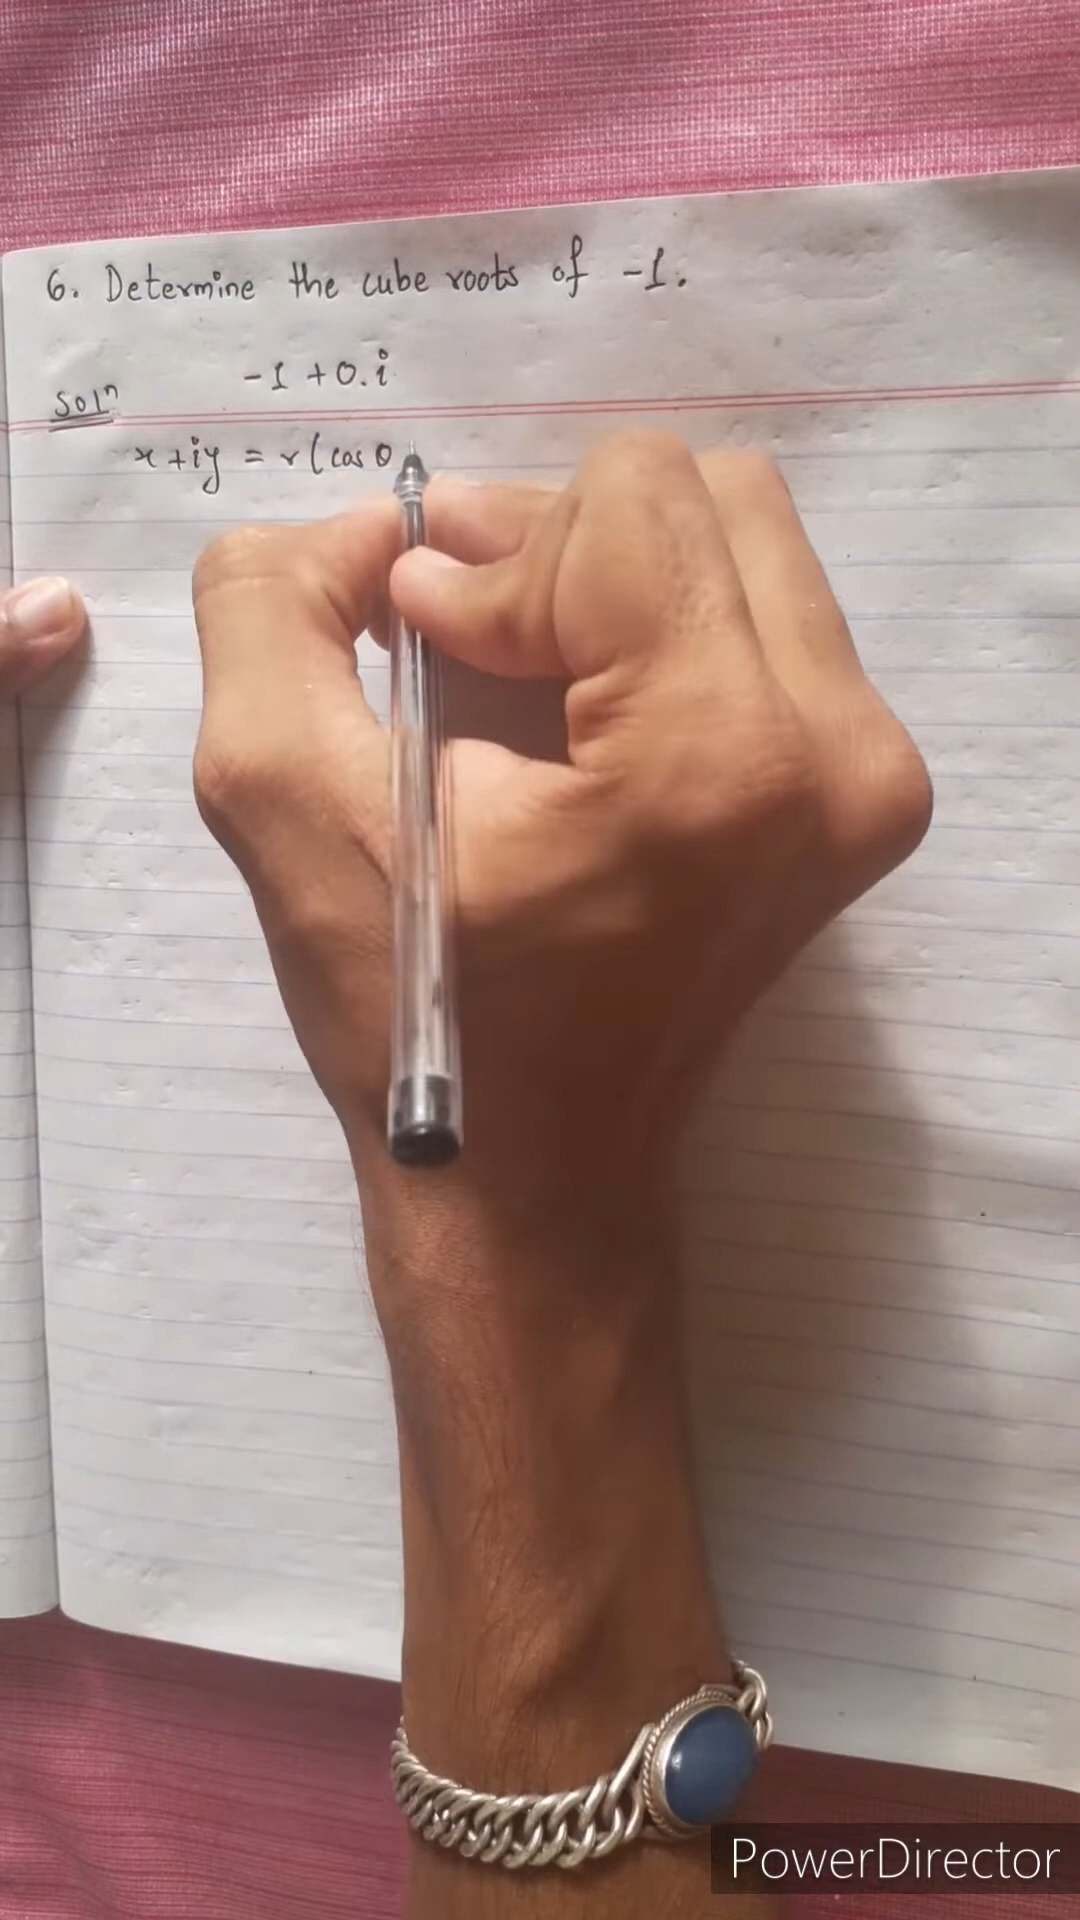 6. Determine the cube roots of -1.
-1 + 0.i
Solⁿ
x + iy = r(cos θ
PowerDirector